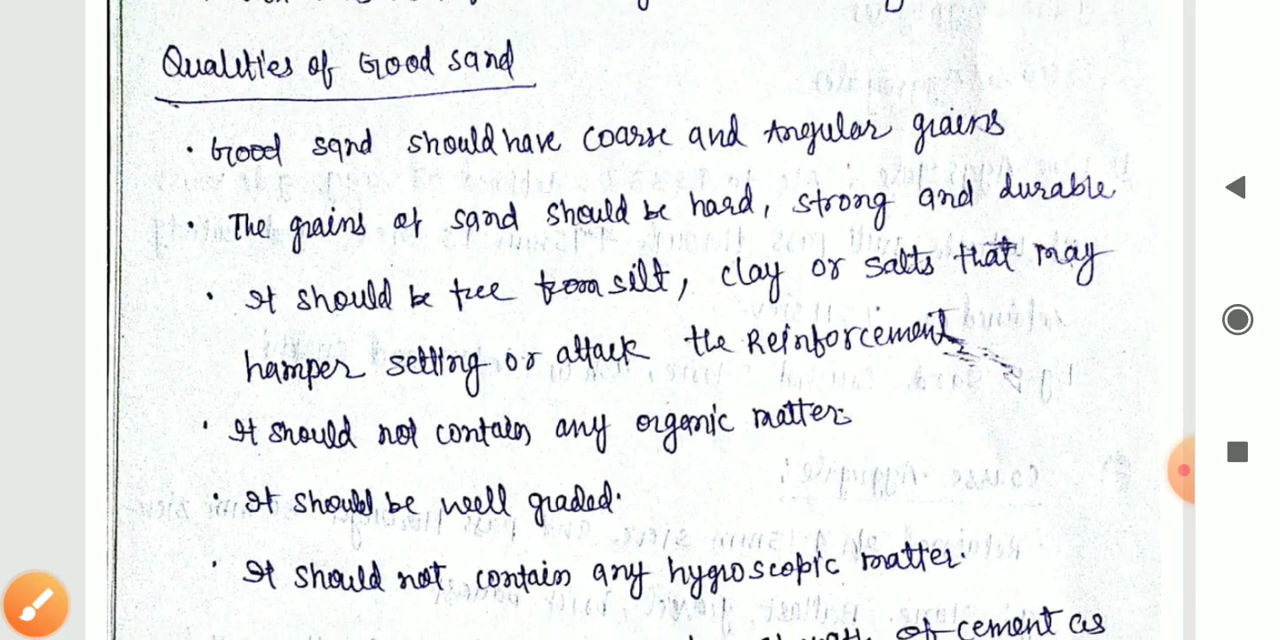 Qualities of Good sand
· Good sand should have coarse and Angular grains
· The grains of sand should be hard, strong and durable
· It should be free from silt, clay or salts that may
hamper setting or attack the Reinforcement
· It should not contain any organic matter
· It should be well graded.
· It should not contain any hygroscopic matter.
of cement as